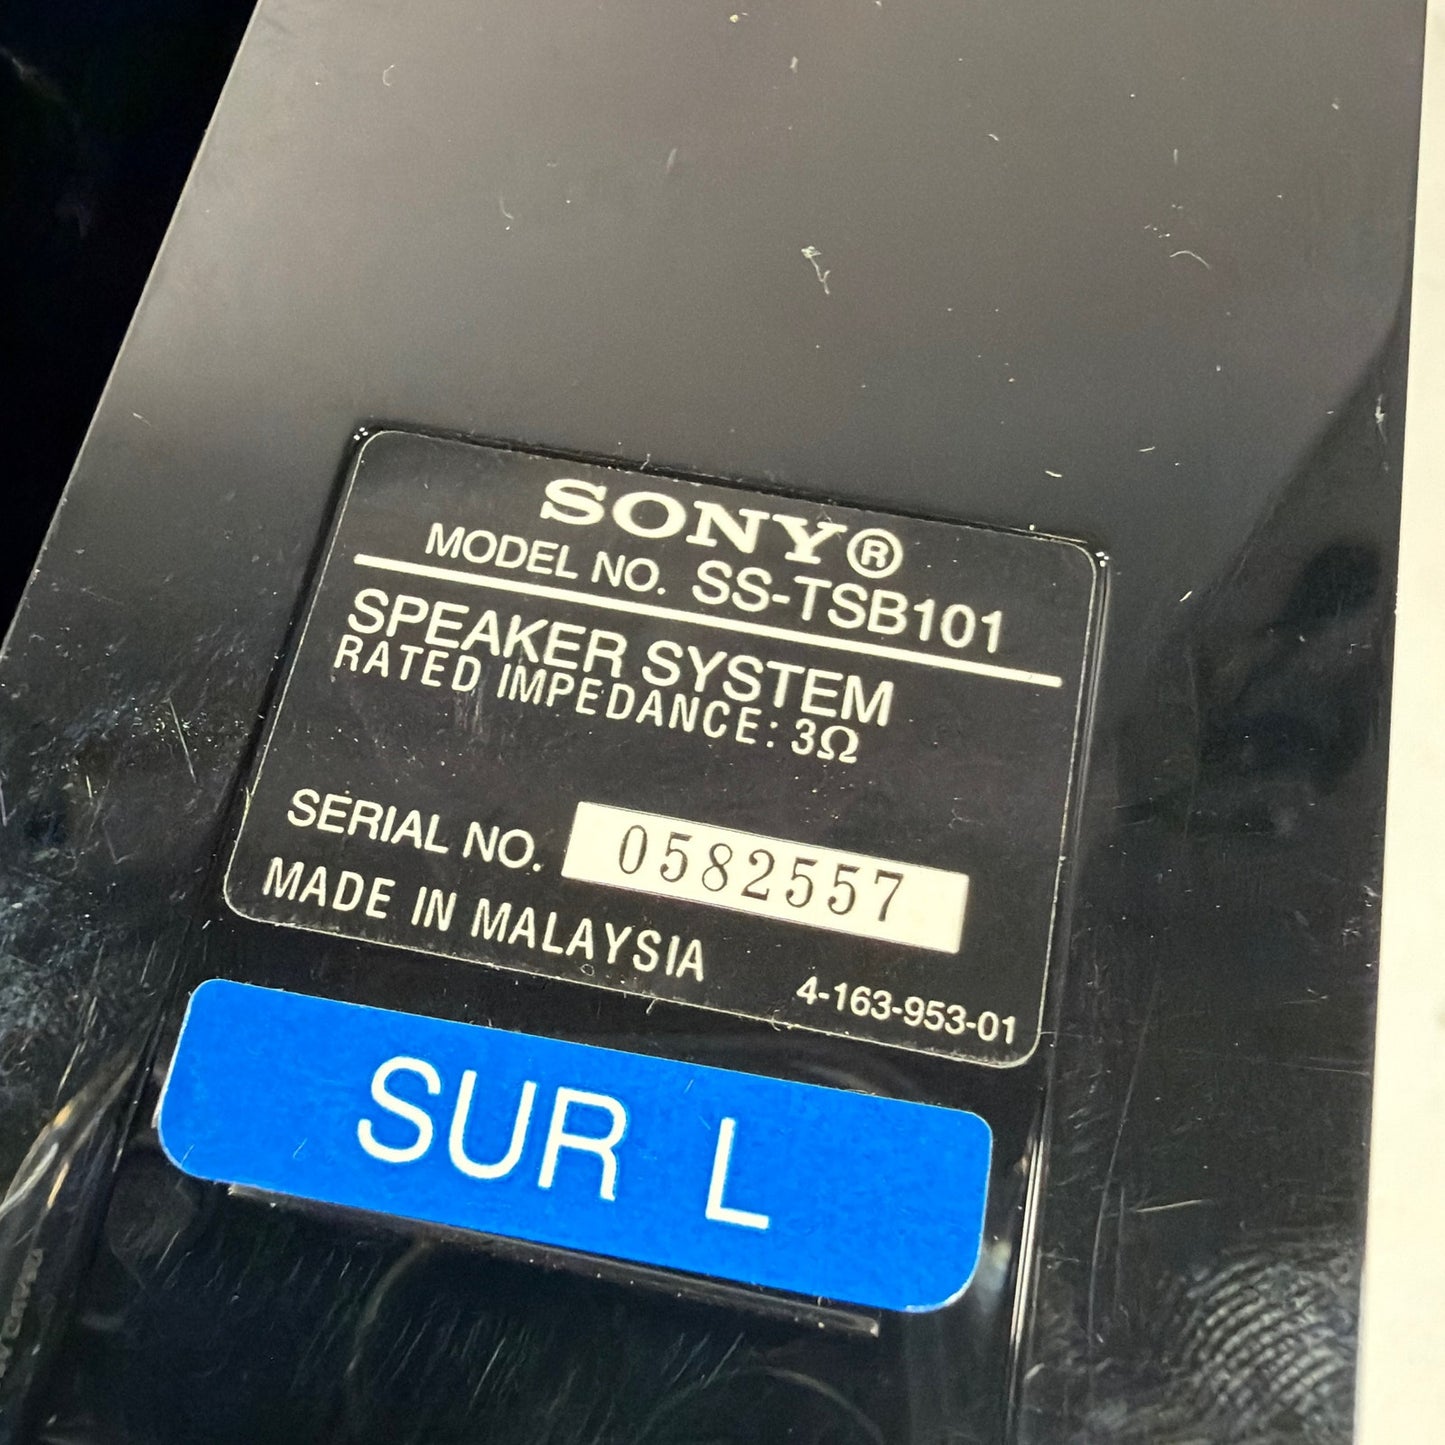 SONY®
MODEL NO. SS-TSB101
SPEAKER SYSTEM
RATED IMPEDANCE: 3Ω
SERIAL NO. 0582557
MADE IN MALAYSIA
4-163-953-01
SUR L